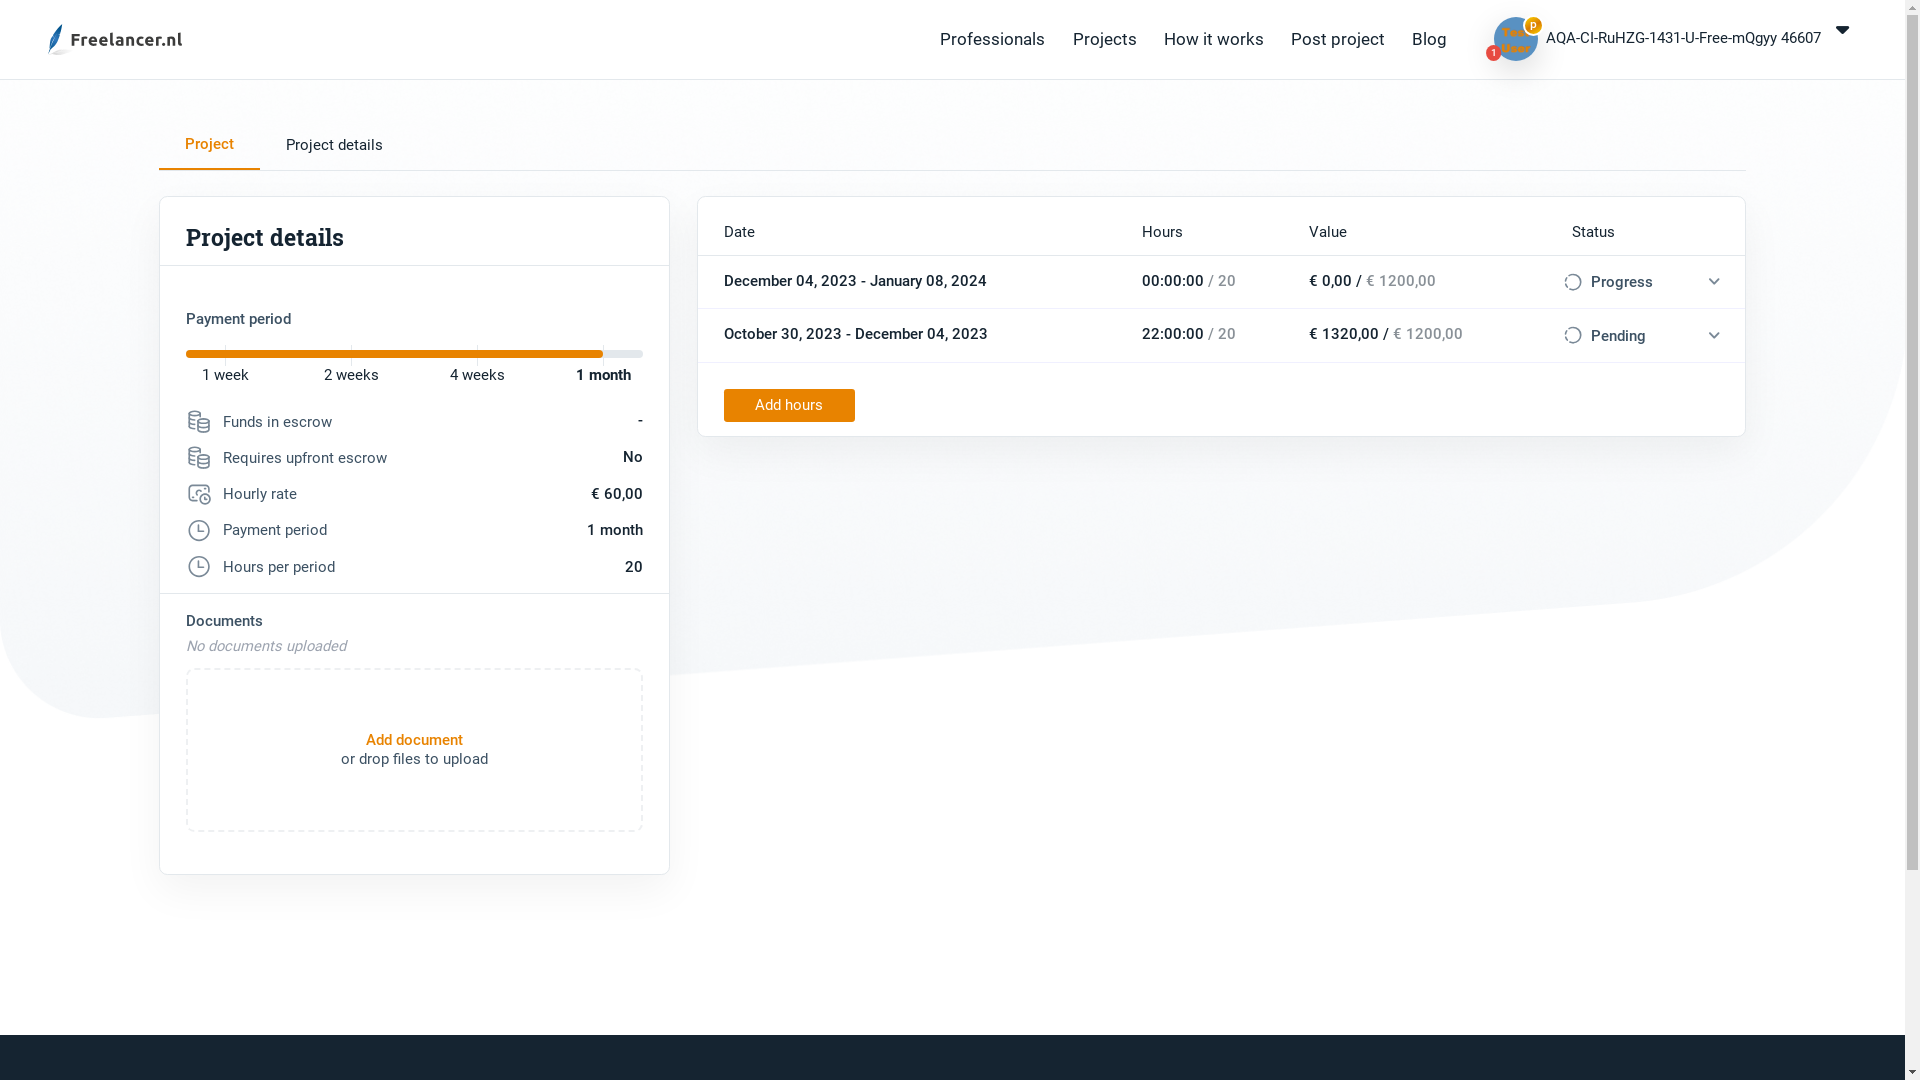 Freelancer.nl
Professionals
Projects
How it works
Post project
Blog
Tes
User
P
1
AQA-CI-RuHZG-1431-U-Free-mQgyy 46607
Project
Project details
Project details
Payment period
1 week
2 weeks
4 weeks
1 month
Funds in escrow -
Requires upfront escrow No
Hourly rate € 60,00
Payment period 1 month
Hours per period 20
Documents
No documents uploaded
Add document
or drop files to upload
Date Hours Value Status
December 04, 2023 - January 08, 2024 00:00:00 / 20 € 0,00 / € 1200,00 Progress
October 30, 2023 - December 04, 2023 22:00:00 / 20 € 1320,00 / € 1200,00 Pending
Add hours